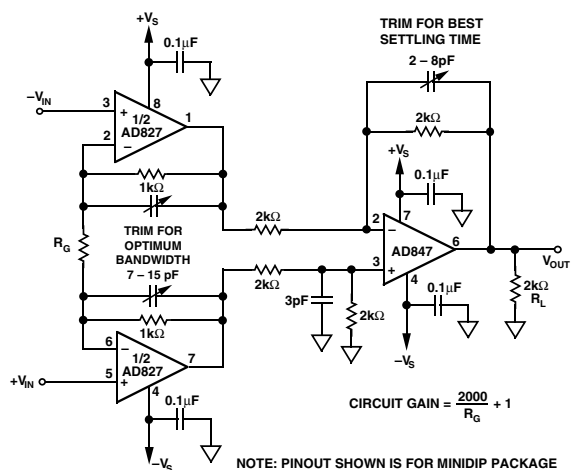 +VS
0.1µF
TRIM FOR BEST
SETTLING TIME
2 – 8pF
–VIN
3
+
8
1/2
AD827
1
2
–
2kΩ
+VS
0.1µF
1kΩ
RG
TRIM FOR
OPTIMUM
BANDWIDTH
7 – 15 pF
2kΩ
2
–
7
AD847
6
VOUT
3
+
4
2kΩ
3pF
2kΩ
0.1µF
2kΩ
RL
–VS
1kΩ
6
–
1/2
AD827
7
+VIN
5
+
4
0.1µF
–VS
CIRCUIT GAIN = 2000/RG + 1
NOTE: PINOUT SHOWN IS FOR MINIDIP PACKAGE